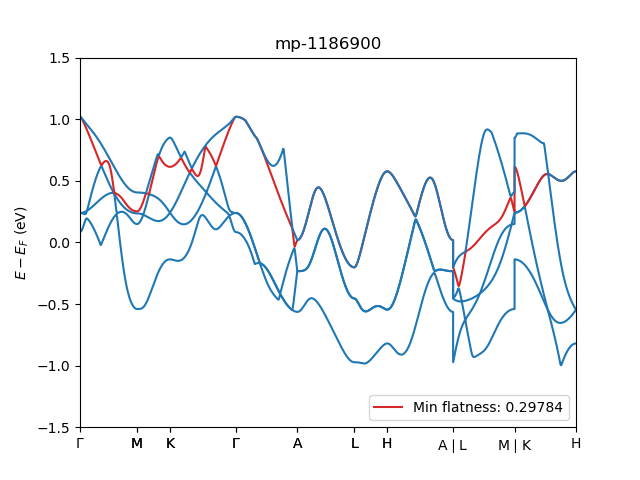 mp-1186900
1.5
1.0
0.5
0.0
−0.5
−1.0
−1.5
E − E_F (eV)
Min flatness: 0.29784
Γ M K Γ A L H A | L M | K H